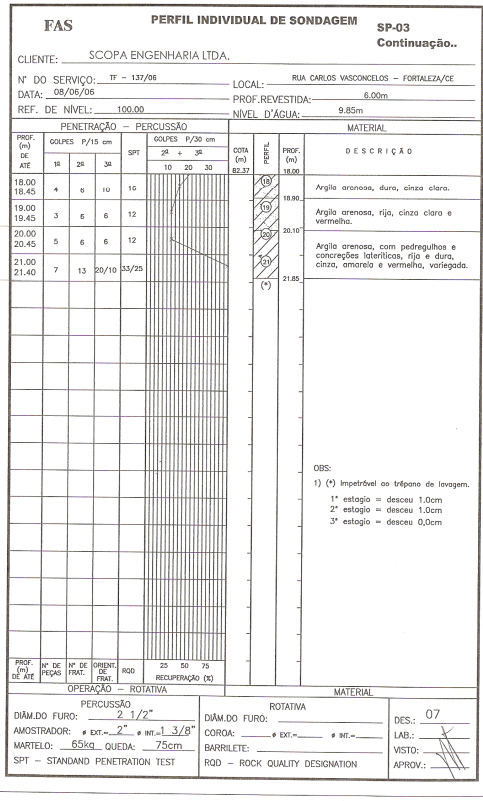 FAS
PERFIL INDIVIDUAL DE SONDAGEM
SP-03
Continuação..
CLIENTE: SCOPA ENGENHARIA LTDA.
N° DO SERVIÇO: TF - 137/06
LOCAL: RUA CARLOS VASCONCELOS - FORTALEZA/CE
DATA: 08/06/06
PROF.REVESTIDA: 6.00m
REF. DE NÍVEL: 100.00
NÍVEL D'ÁGUA: 9.85m
PENETRAÇÃO - PERCUSSÃO
MATERIAL
PROF. (m) DE ATÉ
GOLPES P/15 cm
1ª 2ª 3ª
SPT
GOLPES P/30 cm
2ª + 3ª
10 20 30
COTA (m)
82.37
PERFIL
PROF. (m)
18.00
DESCRIÇÃO
18.00
18.45 4 6 10 16
18
Argila arenosa, dura, cinza clara.
18.90
19.00
19.45 3 6 6 12
19
Argila arenosa, rija, cinza clara e
vermelha.
20.10
20.00
20.45 5 6 6 12
20
Argila arenosa, com pedregulhos e
concreções lateríticas, rija e dura,
cinza, amarela e vermelha, variegada.
21.00
21.40 7 13 20/10 33/25
21
21.85
(*)
OBS:
1) (*) Impetrável ao trépano de lavagem.
1° estagio = desceu 1.0cm
2° estagio = desceu 1.0cm
3° estagio = desceu 0,0cm
PROF. (m) DE ATÉ
N° DE PEÇAS
N° DE FRAT.
ORIENT. DE FRAT.
RQD
25 50 75
RECUPERAÇÃO (%)
OPERAÇÃO - ROTATIVA
MATERIAL
PERCUSSÃO
DIÂM.DO FURO: 2 1/2"
AMOSTRADOR: ø EXT.= 2" ø INT.= 1 3/8"
MARTELO: 65kg QUEDA: 75cm
SPT - STANDAND PENETRATION TEST
ROTATIVA
DIÂM.DO FURO:
COROA: ø EXT.= ø INT.=
BARRILETE:
RQD - ROCK QUALITY DESIGNATION
DES.: 07
LAB.:
VISTO:
APROV.: